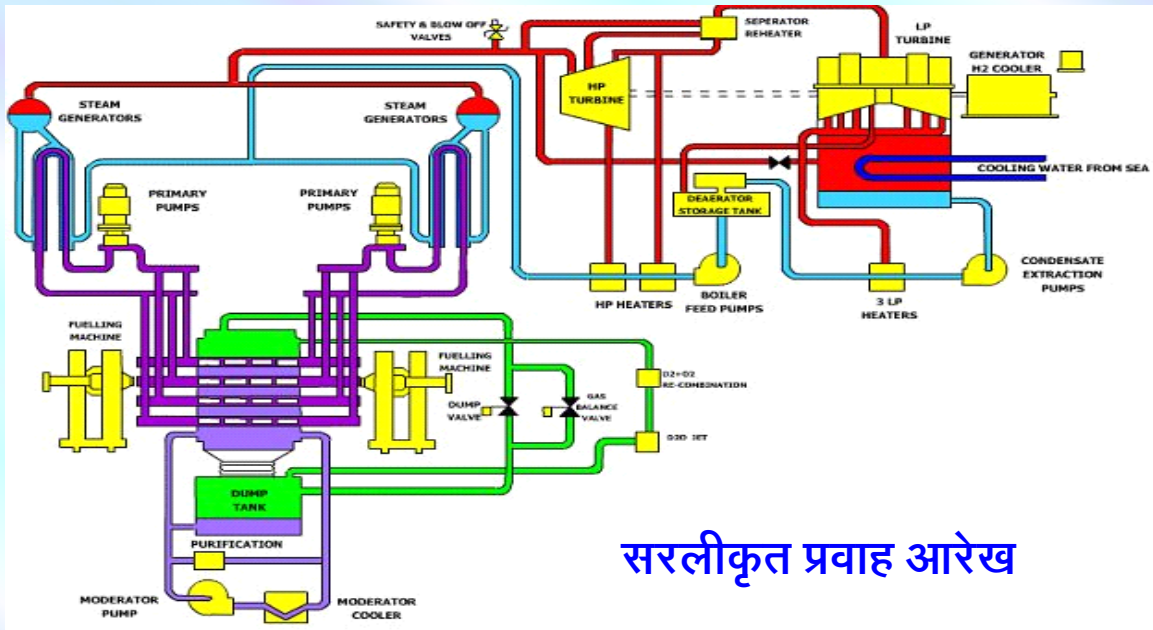 SAFETY & BLOW OFF
VALVES
SEPERATOR
REHEATER
LP
TURBINE
GENERATOR
H2 COOLER
HP
TURBINE
STEAM
GENERATORS
STEAM
GENERATORS
COOLING WATER FROM SEA
PRIMARY
PUMPS
PRIMARY
PUMPS
DEAERATOR
STORAGE TANK
CONDENSATE
EXTRACTION
PUMPS
HP HEATERS
BOILER
FEED PUMPS
3 LP
HEATERS
FUELLING
MACHINE
FUELLING
MACHINE
D2+O2
RE-COMBINATION
DUMP
VALVE
GAS
BALANCE
VALVE
D2O JET
DUMP
TANK
PURIFICATION
MODERATOR
PUMP
MODERATOR
COOLER
सरलीकृत प्रवाह आरेख